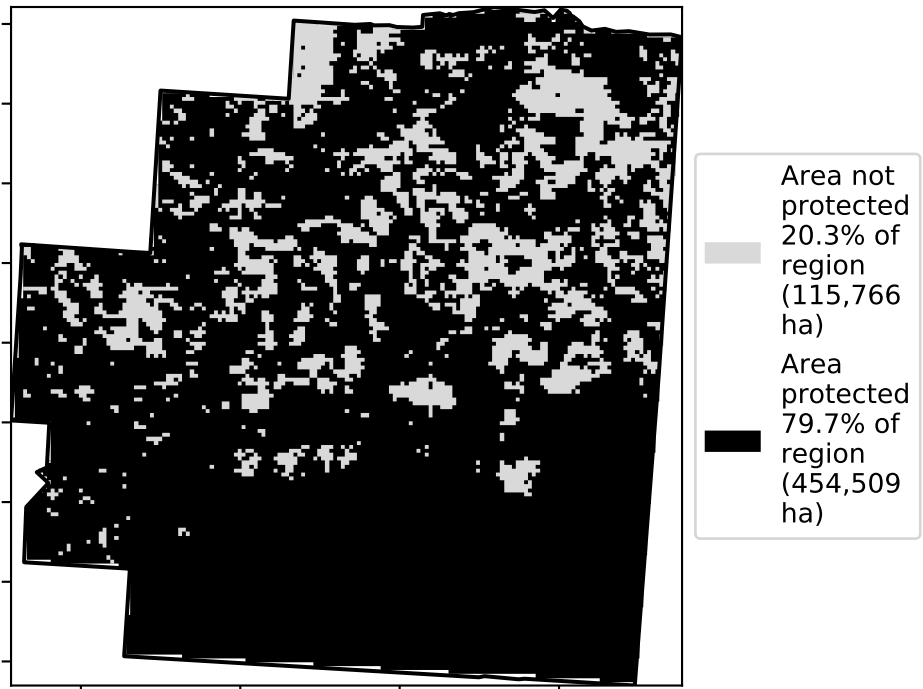 Area not
protected
20.3% of
region
(115,766
ha)
Area
protected
79.7% of
region
(454,509
ha)